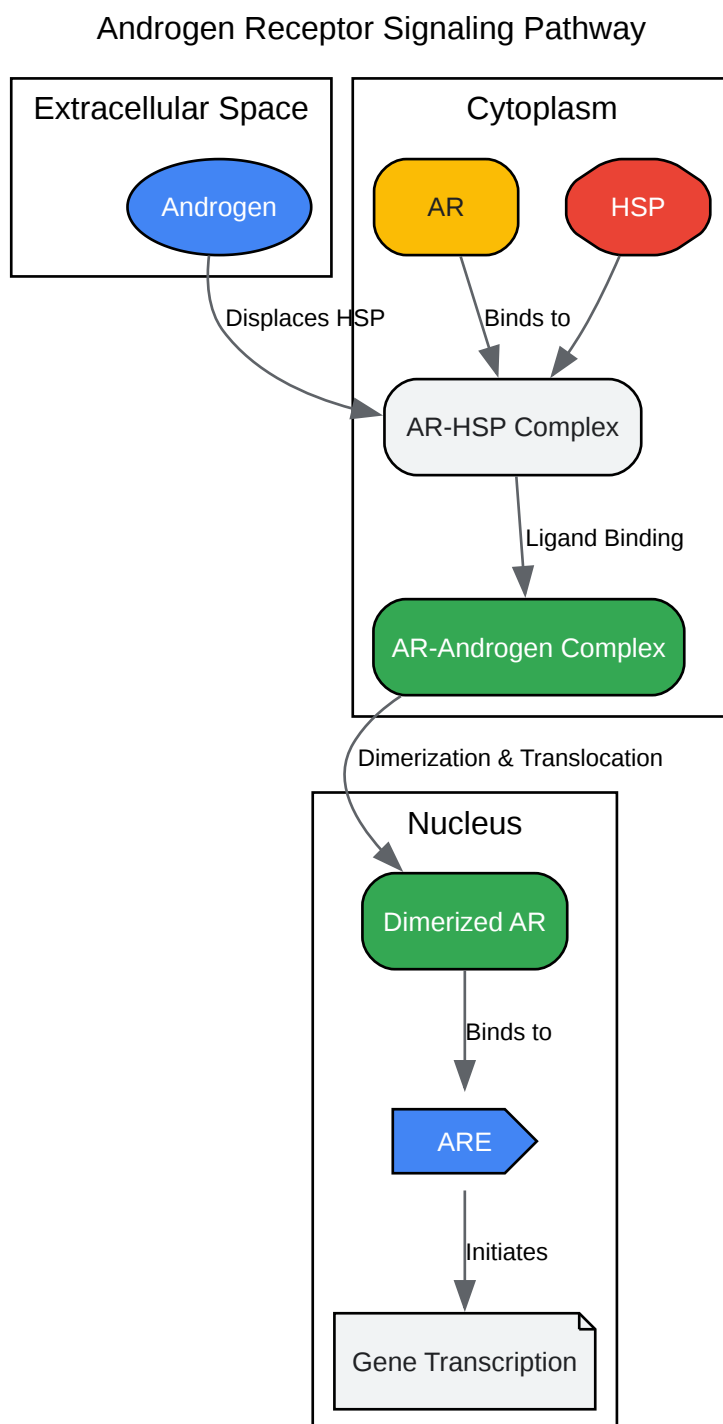 Androgen Receptor Signaling Pathway
Extracellular Space
Cytoplasm
Androgen
AR
HSP
Displaces HSP
Binds to
AR-HSP Complex
Ligand Binding
AR-Androgen Complex
Dimerization & Translocation
Nucleus
Dimerized AR
Binds to
ARE
Initiates
Gene Transcription